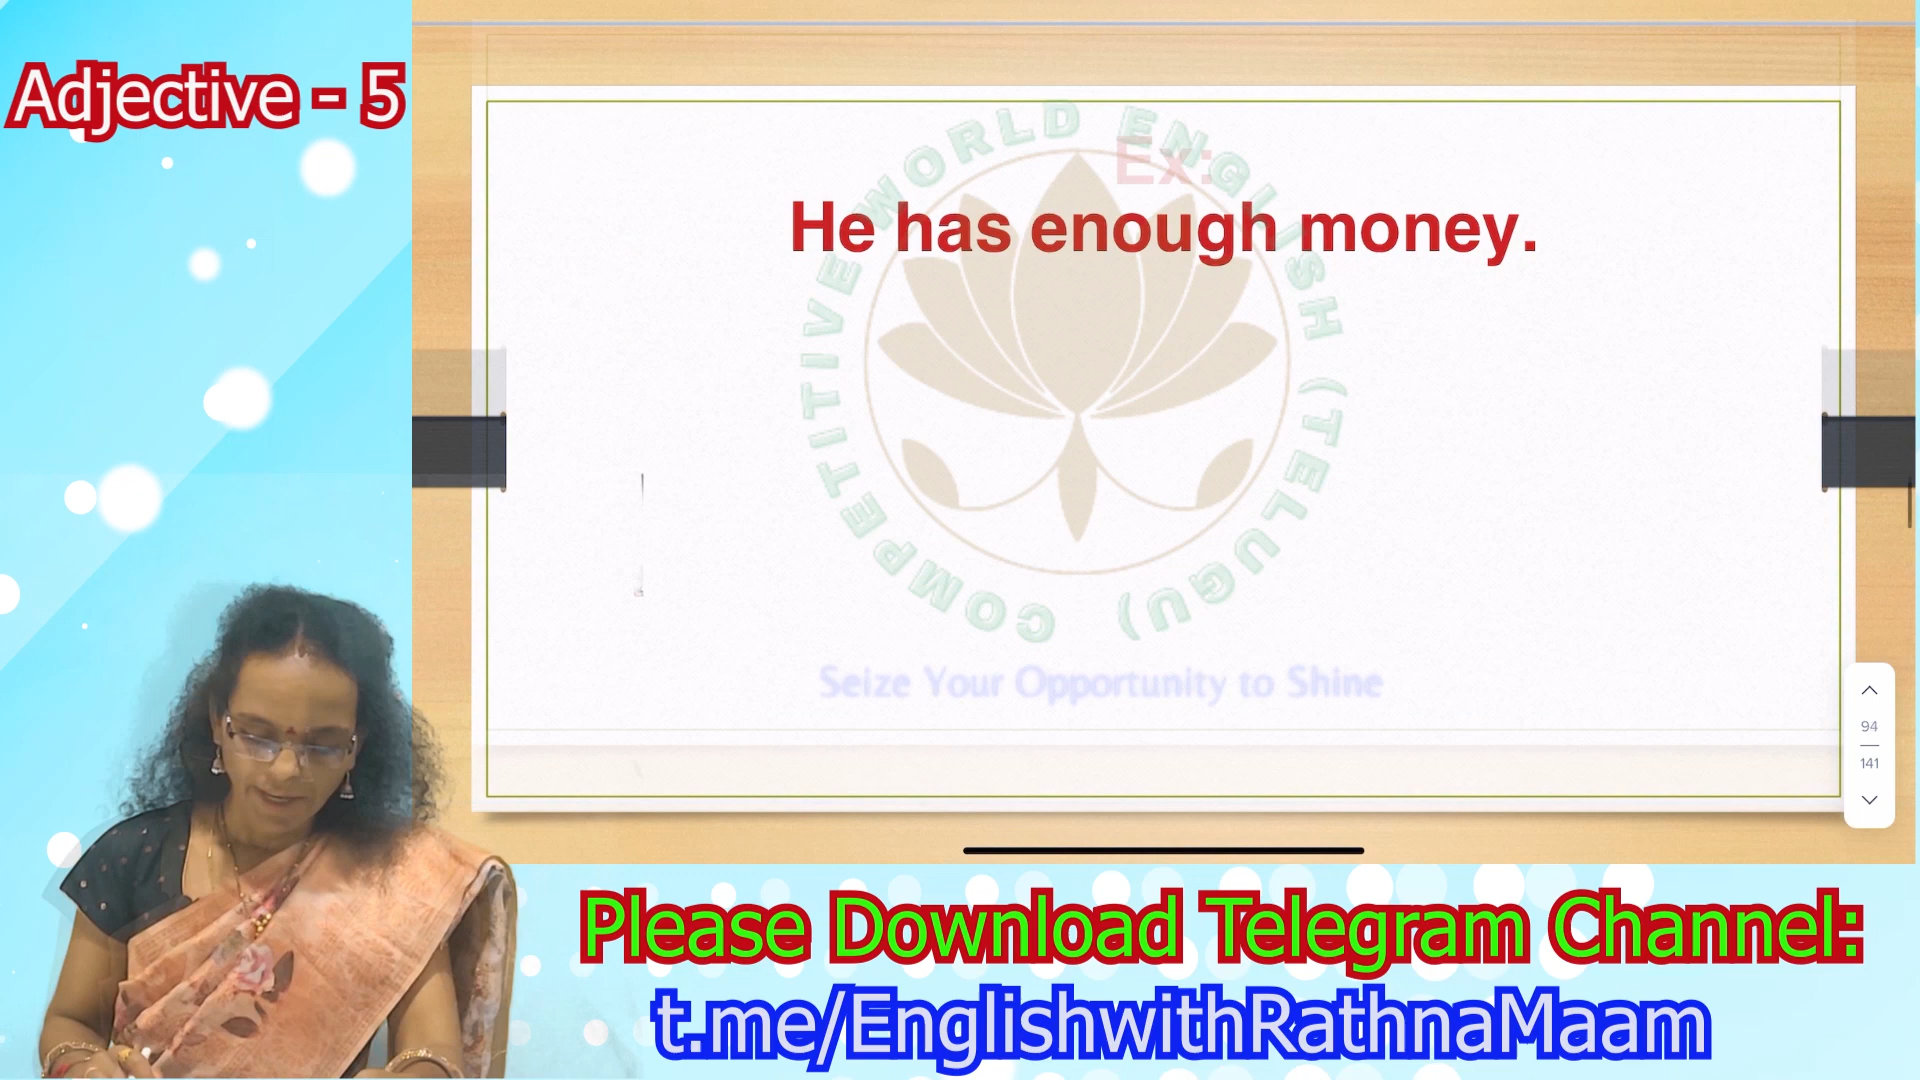 Adjective - 5
Ex:
He has enough money.
COMPETITIVE WORLD ENGLISH (TELUGU)
Seize Your Opportunity to Shine
94
141
Please Download Telegram Channel:
t.me/EnglishwithRathnaMaam